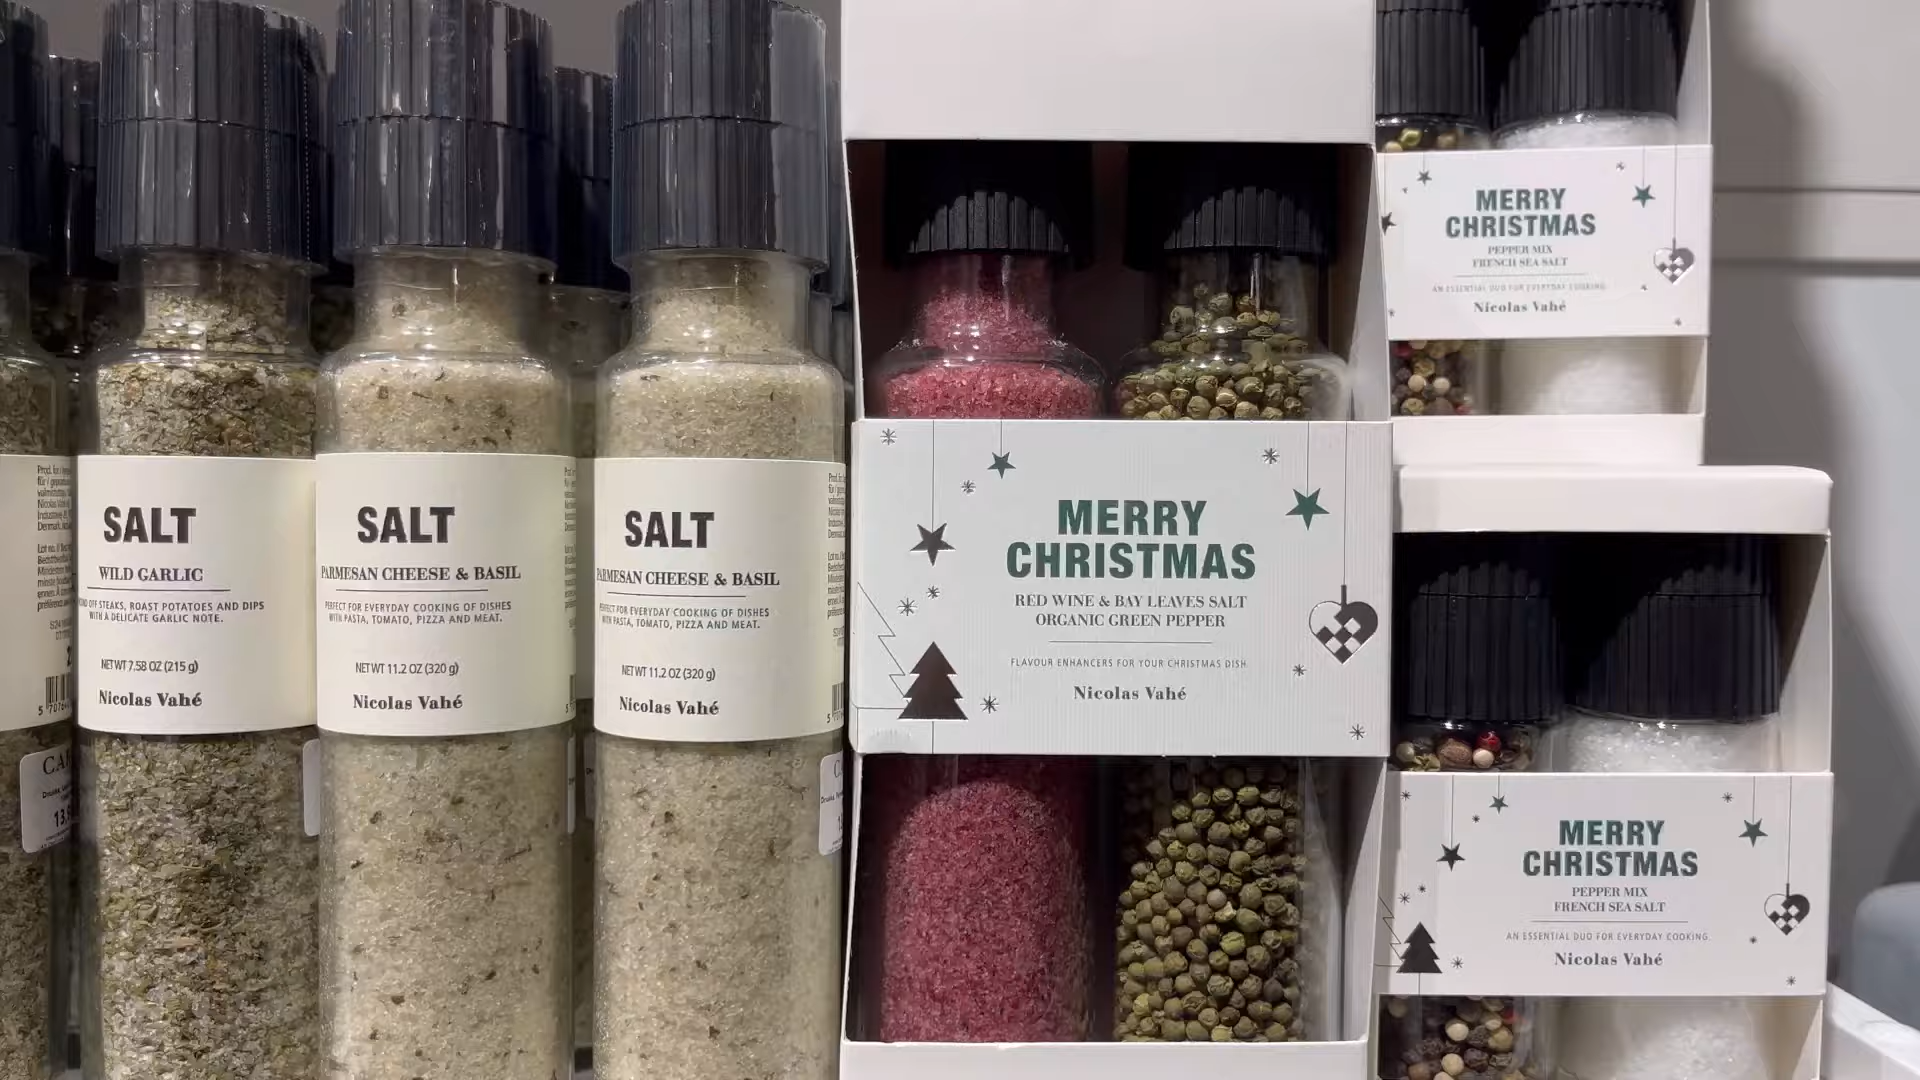 SALT
WILD GARLIC
OFF STEAKS, ROAST POTATOES AND DIPS
WITH A DELICATE GARLIC NOTE.
NET WT 7.58 OZ (215 g)
Nicolas Vahé
SALT
PARMESAN CHEESE & BASIL
PERFECT FOR EVERYDAY COOKING OF DISHES
WITH PASTA, TOMATO, PIZZA AND MEAT.
NET WT 11.2 OZ (320 g)
Nicolas Vahé
SALT
PARMESAN CHEESE & BASIL
PERFECT FOR EVERYDAY COOKING OF DISHES
WITH PASTA, TOMATO, PIZZA AND MEAT.
NET WT 11.2 OZ (320 g)
Nicolas Vahé
MERRY
CHRISTMAS
RED WINE & BAY LEAVES SALT
ORGANIC GREEN PEPPER
FLAVOUR ENHANCERS FOR YOUR CHRISTMAS DISH
Nicolas Vahé
MERRY
CHRISTMAS
PEPPER MIX
FRENCH SEA SALT
AN ESSENTIAL DUO FOR EVERYDAY COOKING
Nicolas Vahé
MERRY
CHRISTMAS
PEPPER MIX
FRENCH SEA SALT
AN ESSENTIAL DUO FOR EVERYDAY COOKING.
Nicolas Vahé